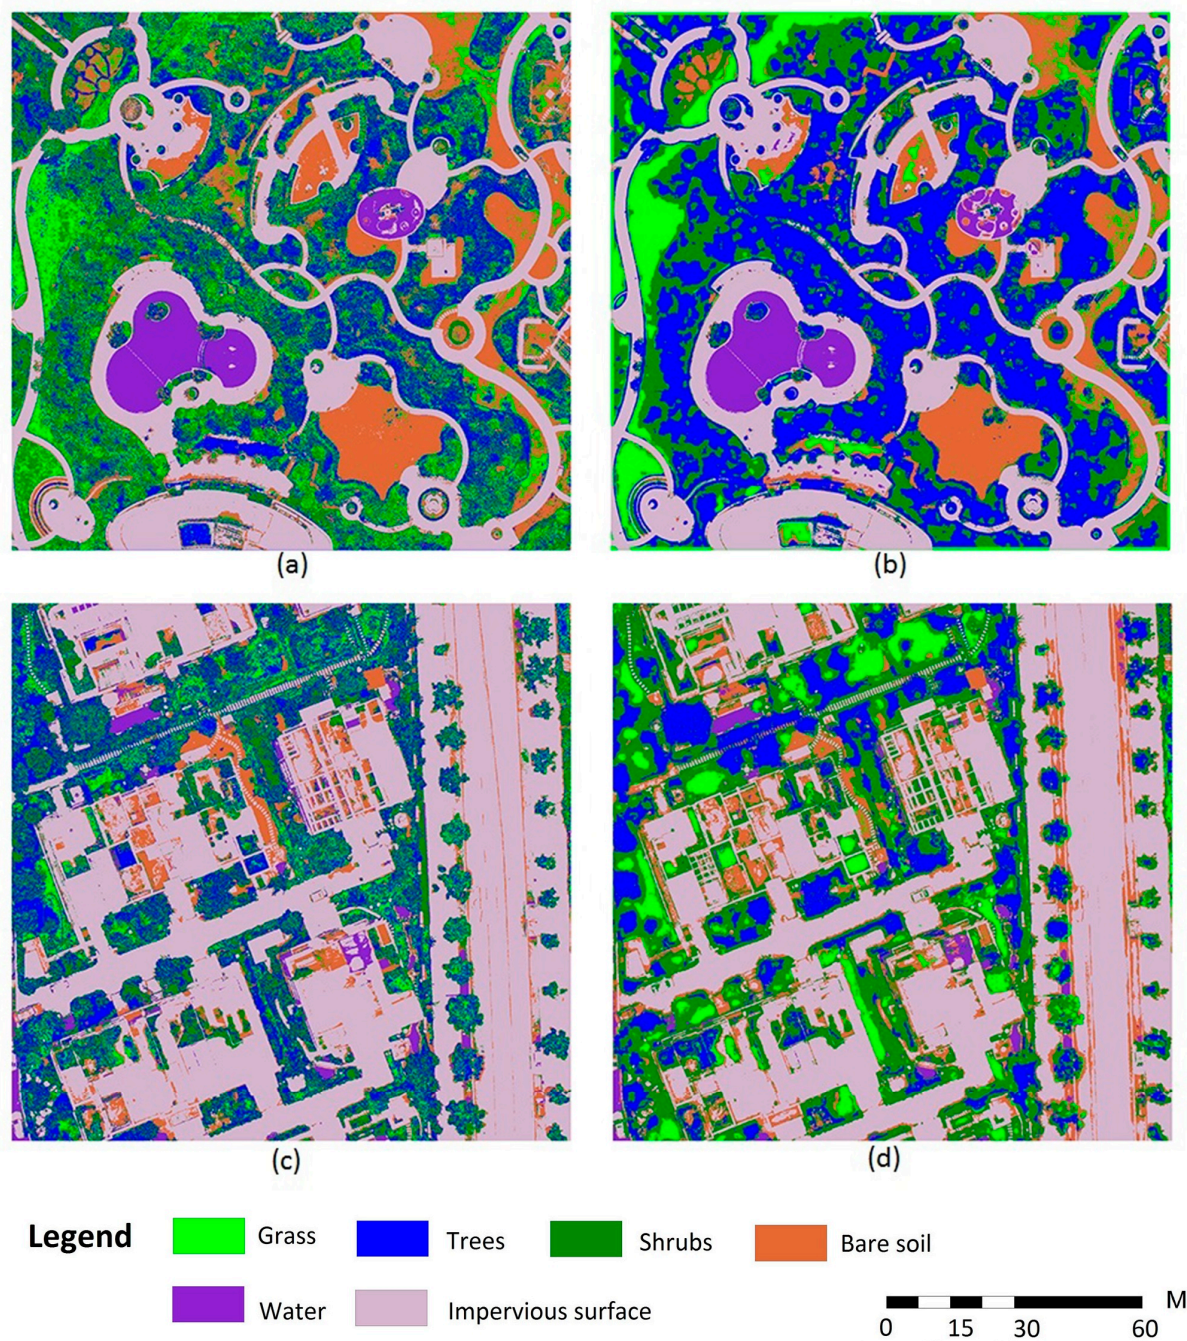 (a) (b)
(c) (d)
Legend Grass Trees Shrubs Bare soil
Water Impervious surface
M
0 15 30 60